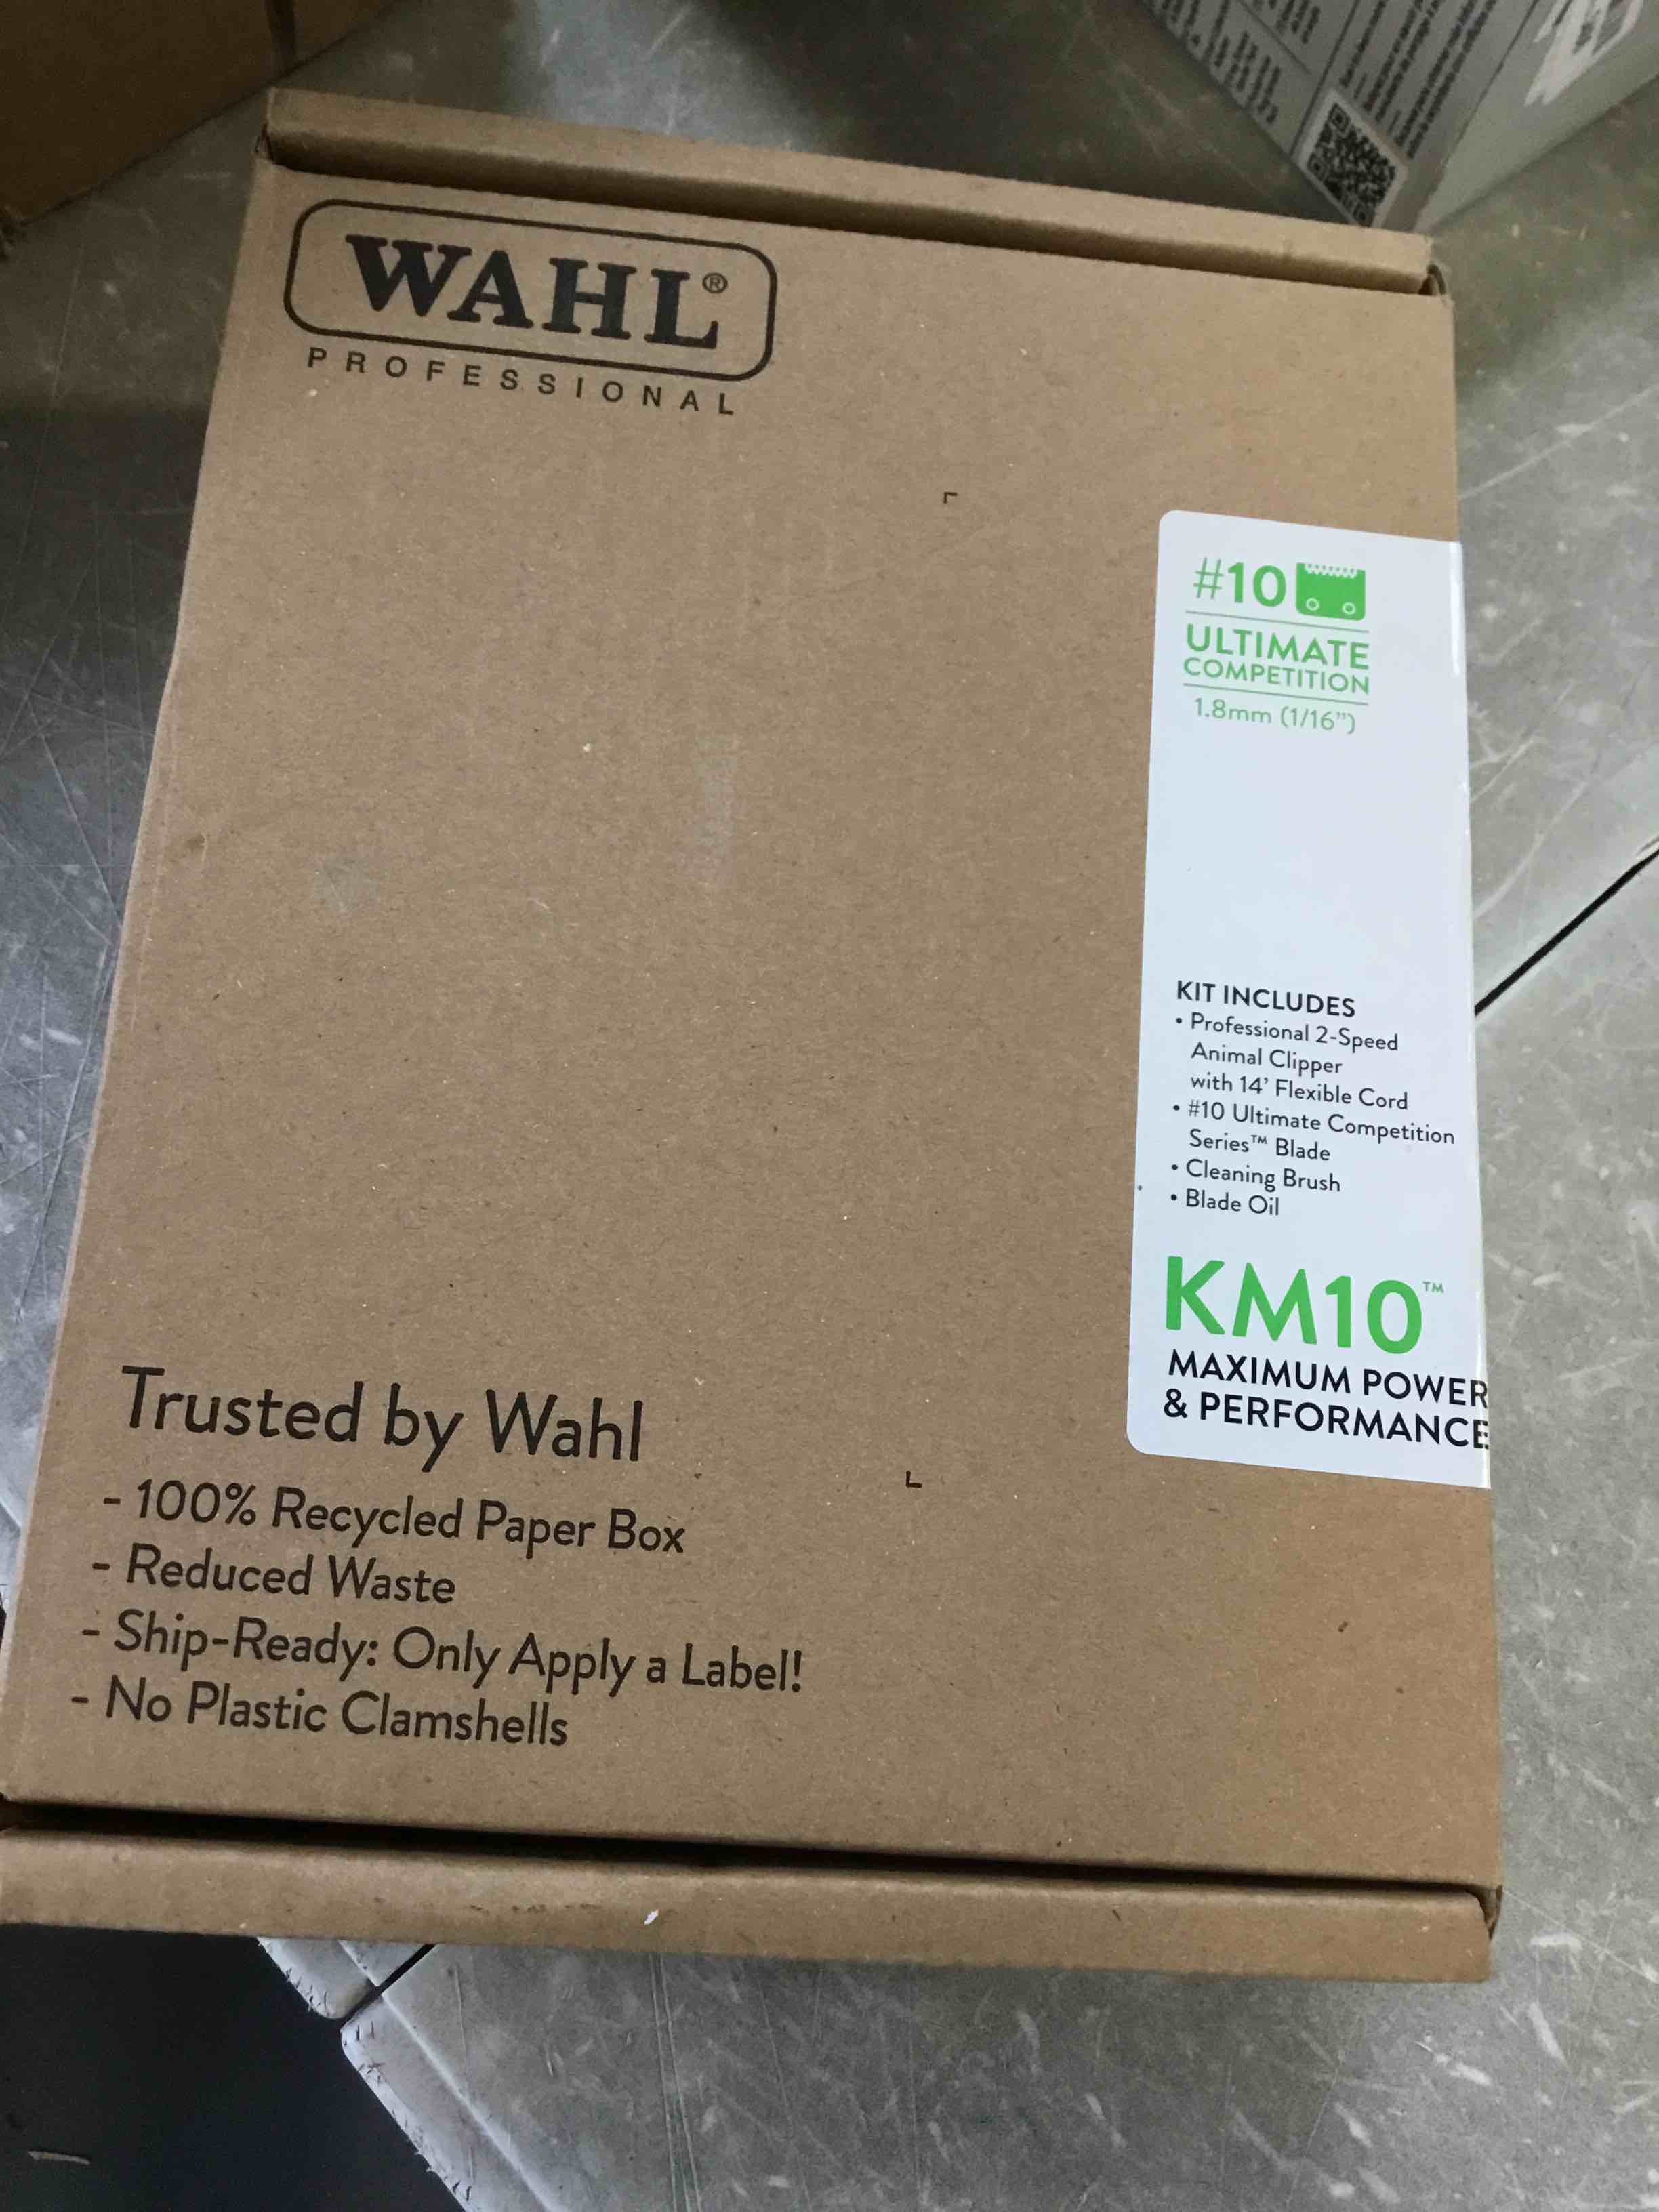 WAHL®
PROFESSIONAL
#10
ULTIMATE
COMPETITION
1.8mm (1/16”)
KIT INCLUDES
• Professional 2-Speed
Animal Clipper
with 14’ Flexible Cord
• #10 Ultimate Competition
Series™ Blade
• Cleaning Brush
• Blade Oil
KM10™
MAXIMUM POWER
& PERFORMANCE
Trusted by Wahl
- 100% Recycled Paper Box
- Reduced Waste
- Ship-Ready: Only Apply a Label!
- No Plastic Clamshells